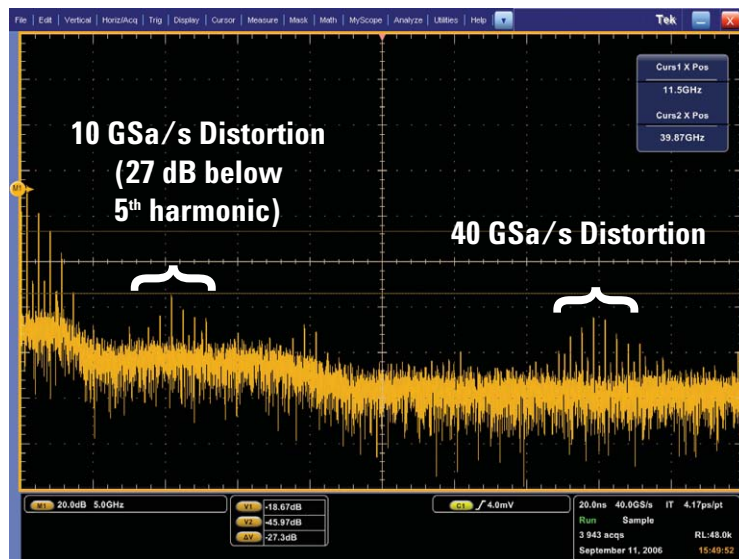 File | Edit | Vertical | Horiz/Acq | Trig | Display | Cursor | Measure | Mask | Math | MyScope | Analyze | Utilities | Help
Tek
X
Curs1 X Pos
11.5GHz
Curs2 X Pos
39.87GHz
10 GSa/s Distortion
(27 dB below
5th harmonic)
40 GSa/s Distortion
M1
M1 20.0dB 5.0GHz
V1 -18.67dB
V2 -45.97dB
ΔV -27.3dB
C1 4.0mV
20.0ns 40.0GS/s IT 4.17ps/pt
Run Sample
3 943 acqs RL:48.0k
September 11, 2006 15:49:52